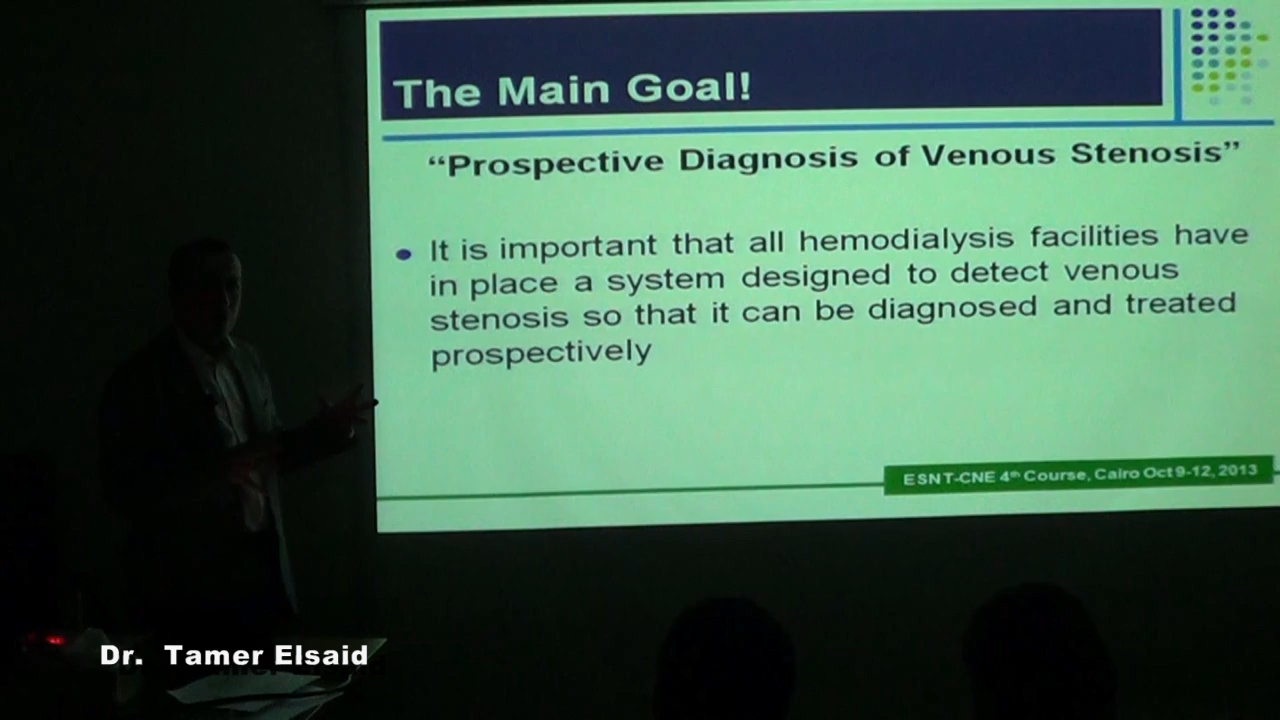 The Main Goal!
“Prospective Diagnosis of Venous Stenosis”
It is important that all hemodialysis facilities have
in place a system designed to detect venous
stenosis so that it can be diagnosed and treated
prospectively
ESNT-CNE 4th Course, Cairo Oct 9-12, 2013
Dr. Tamer Elsaid